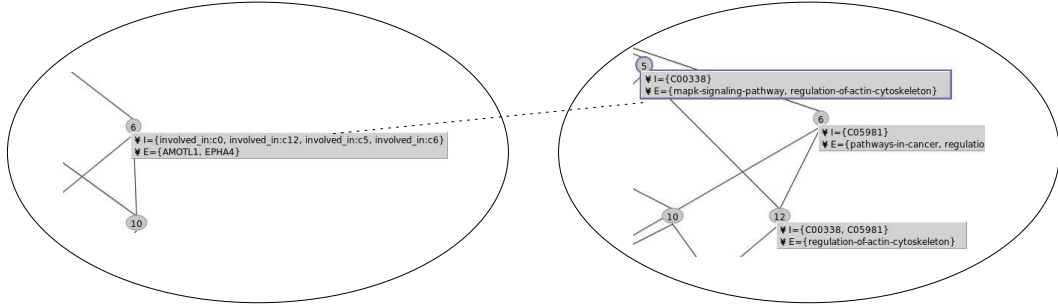 6
¥ I={involved_in:c0, involved_in:c12, involved_in:c5, involved_in:c6}
¥ E={AMOTL1, EPHA4}
10
5
¥ I={C00338}
¥ E={mapk-signaling-pathway, regulation-of-actin-cytoskeleton}
6
¥ I={C05981}
¥ E={pathways-in-cancer, regulatio
10
12
¥ I={C00338, C05981}
¥ E={regulation-of-actin-cytoskeleton}